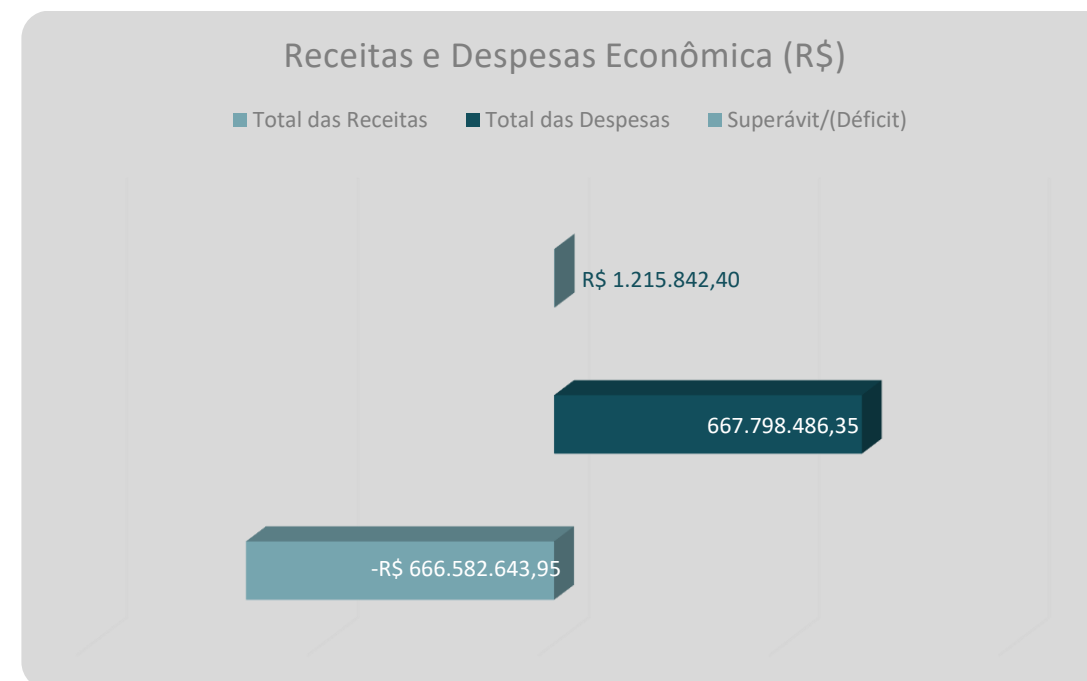 Receitas e Despesas Econômica (R$)
Total das Receitas Total das Despesas Superávit/(Déficit)
R$ 1.215.842,40
667.798.486,35
-R$ 666.582.643,95